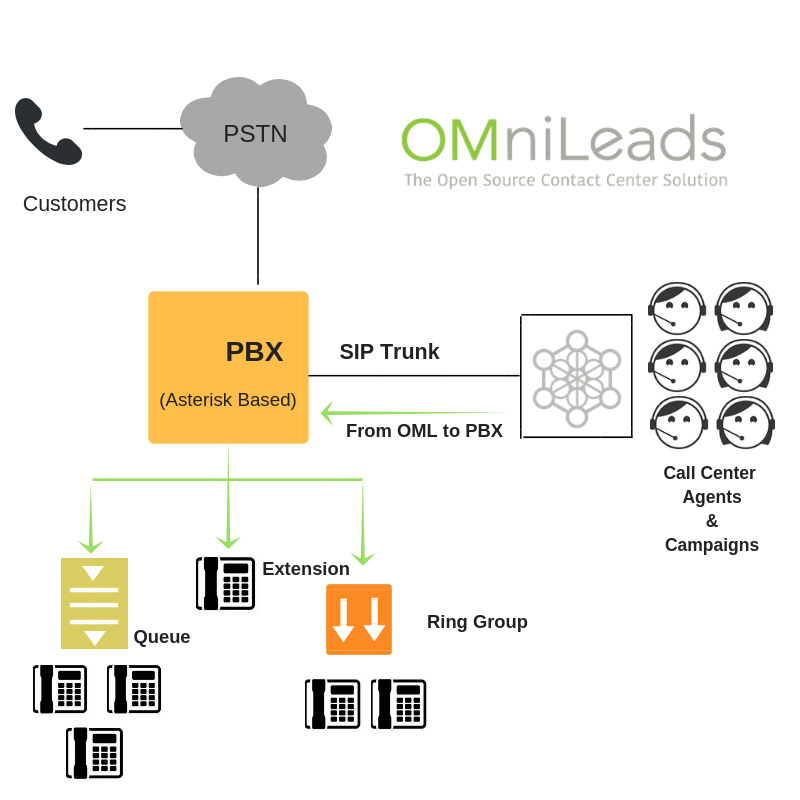 PSTN
OMniLeads
The Open Source Contact Center Solution
Customers
PBX
(Asterisk Based)
SIP Trunk
From OML to PBX
Call Center
Agents
&
Campaigns
Extension
Queue
Ring Group